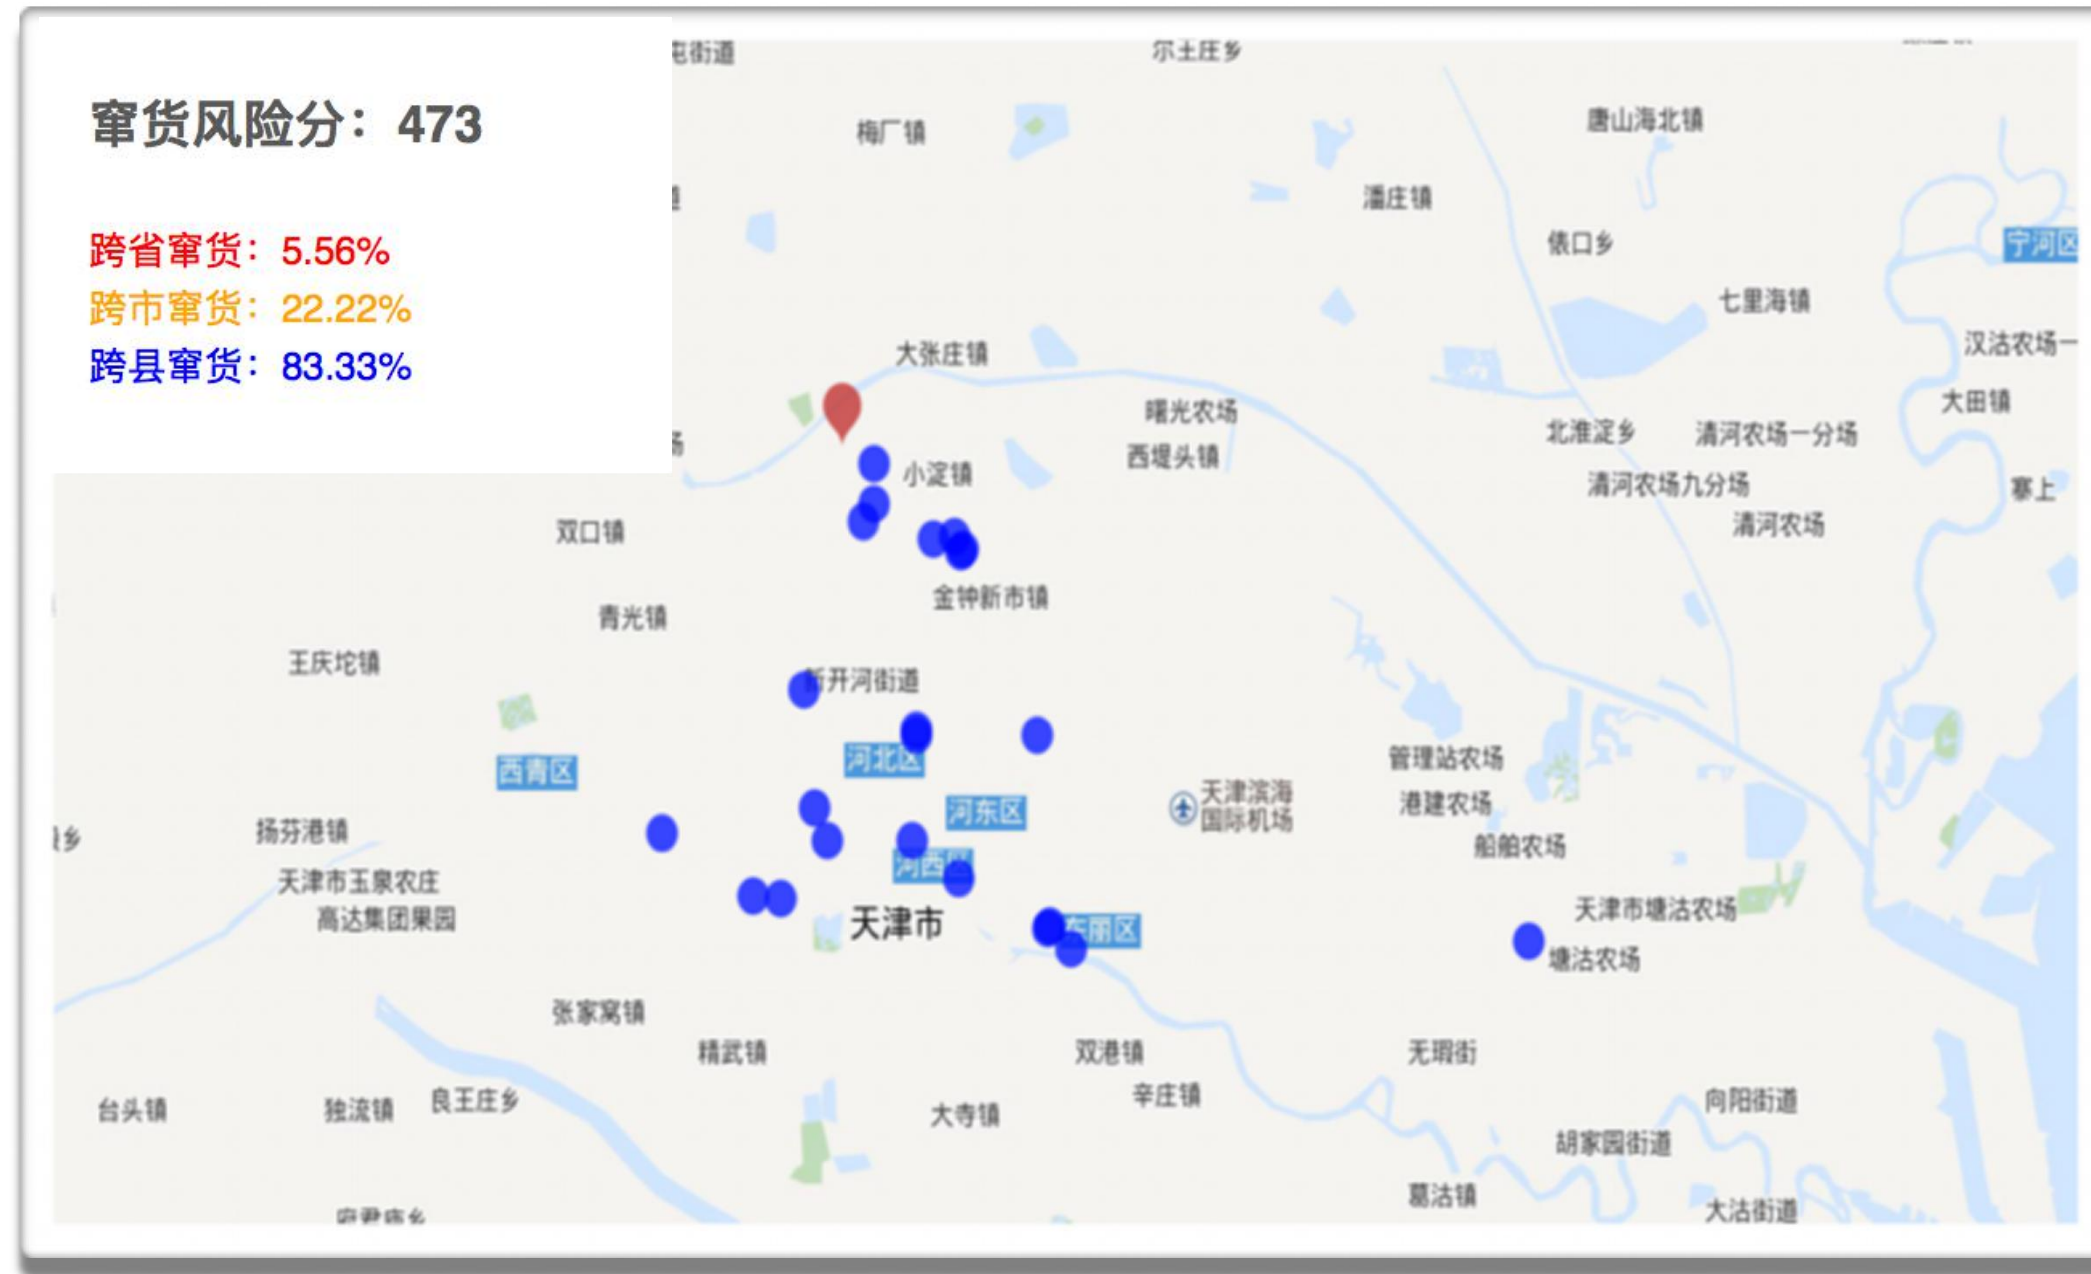 窜货风险分：473
跨省窜货：5.56%
跨市窜货：22.22%
跨县窜货：83.33%
屯街道
尔王庄乡
梅厂镇
唐山海北镇
潘庄镇
俵口乡
宁河区
七里海镇
大张庄镇
汉沽农场一
大田镇
曙光农场
北淮淀乡
清河农场一分场
西堤头镇
小淀镇
清河农场九分场
寨上
双口镇
清河农场
金钟新市镇
青光镇
王庆坨镇
新开河街道
河北区
西青区
管理站农场
天津滨海
国际机场
港建农场
河东区
扬芬港镇
船舶农场
河西区
天津市玉泉农庄
高达集团果园
天津市
天津市塘沽农场
东丽区
塘沽农场
张家窝镇
精武镇
双港镇
无瑕街
辛庄镇
台头镇
独流镇
良王庄乡
大寺镇
向阳街道
胡家园街道
葛沽镇
大沽街道